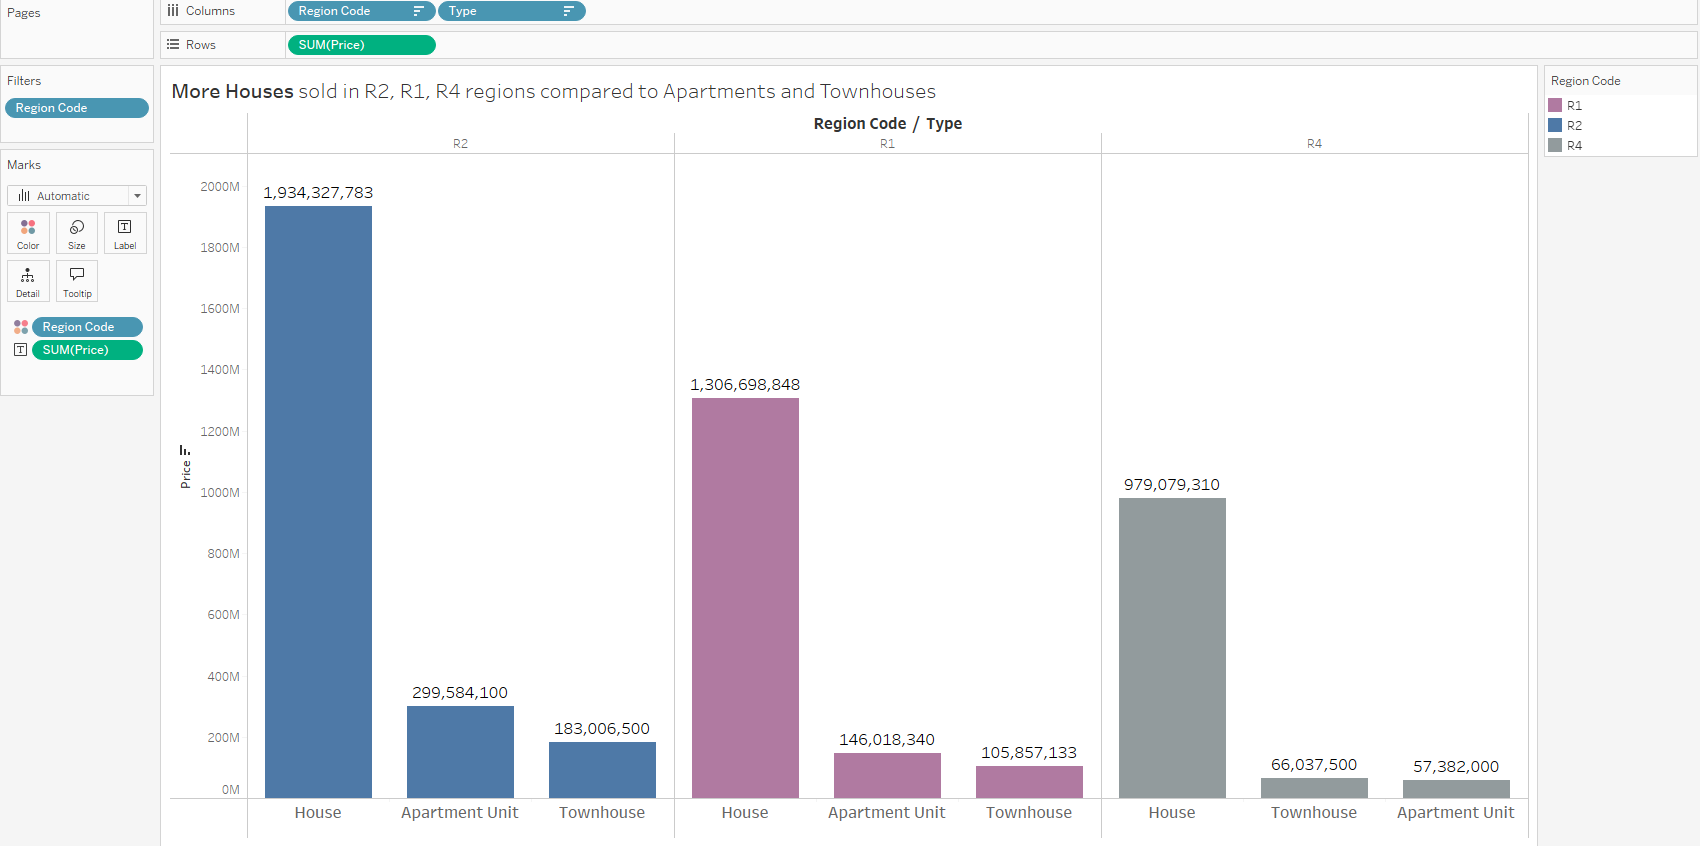 Pages
Columns
Region Code
Type
Rows
SUM(Price)
Filters
Region Code
Marks
Automatic
Color
Size
Label
Detail
Tooltip
Region Code
SUM(Price)
More Houses sold in R2, R1, R4 regions compared to Apartments and Townhouses
Region Code / Type
R2
R1
R4
Price
2000M
1800M
1600M
1400M
1200M
1000M
800M
600M
400M
200M
0M
1,934,327,783
299,584,100
183,006,500
1,306,698,848
146,018,340
105,857,133
979,079,310
66,037,500
57,382,000
House
Apartment Unit
Townhouse
House
Apartment Unit
Townhouse
House
Townhouse
Apartment Unit
Region Code
R1
R2
R4